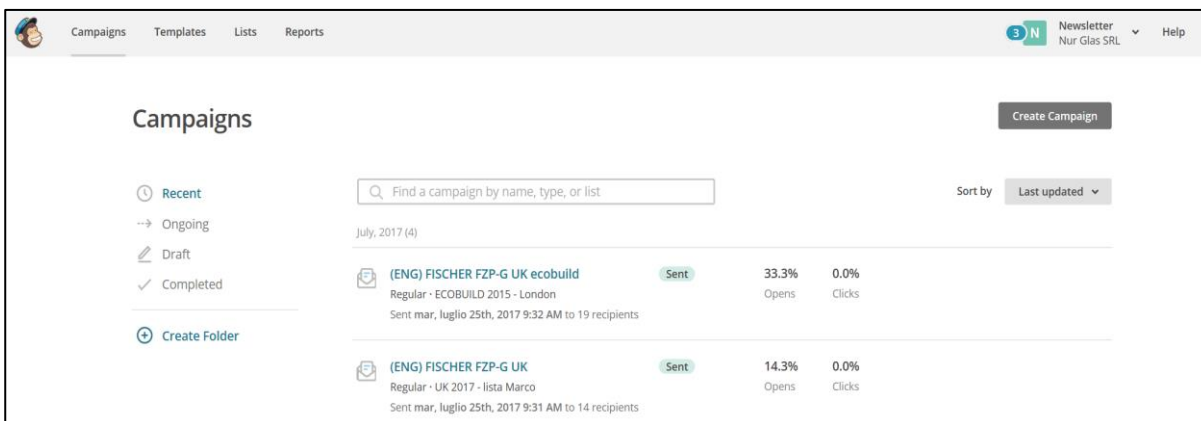 Campaigns Templates Lists Reports 3 N Newsletter Help
Nur Glas SRL
Campaigns Create Campaign
Recent Find a campaign by name, type, or list Sort by Last updated
Ongoing
July, 2017 (4)
Draft
Completed
Create Folder
(ENG) FISCHER FZP-G UK ecobuild Sent 33.3% 0.0%
Regular · ECOBUILD 2015 - London Opens Clicks
Sent mar, luglio 25th, 2017 9:32 AM to 19 recipients
(ENG) FISCHER FZP-G UK Sent 14.3% 0.0%
Regular · UK 2017 - lista Marco Opens Clicks
Sent mar, luglio 25th, 2017 9:31 AM to 14 recipients